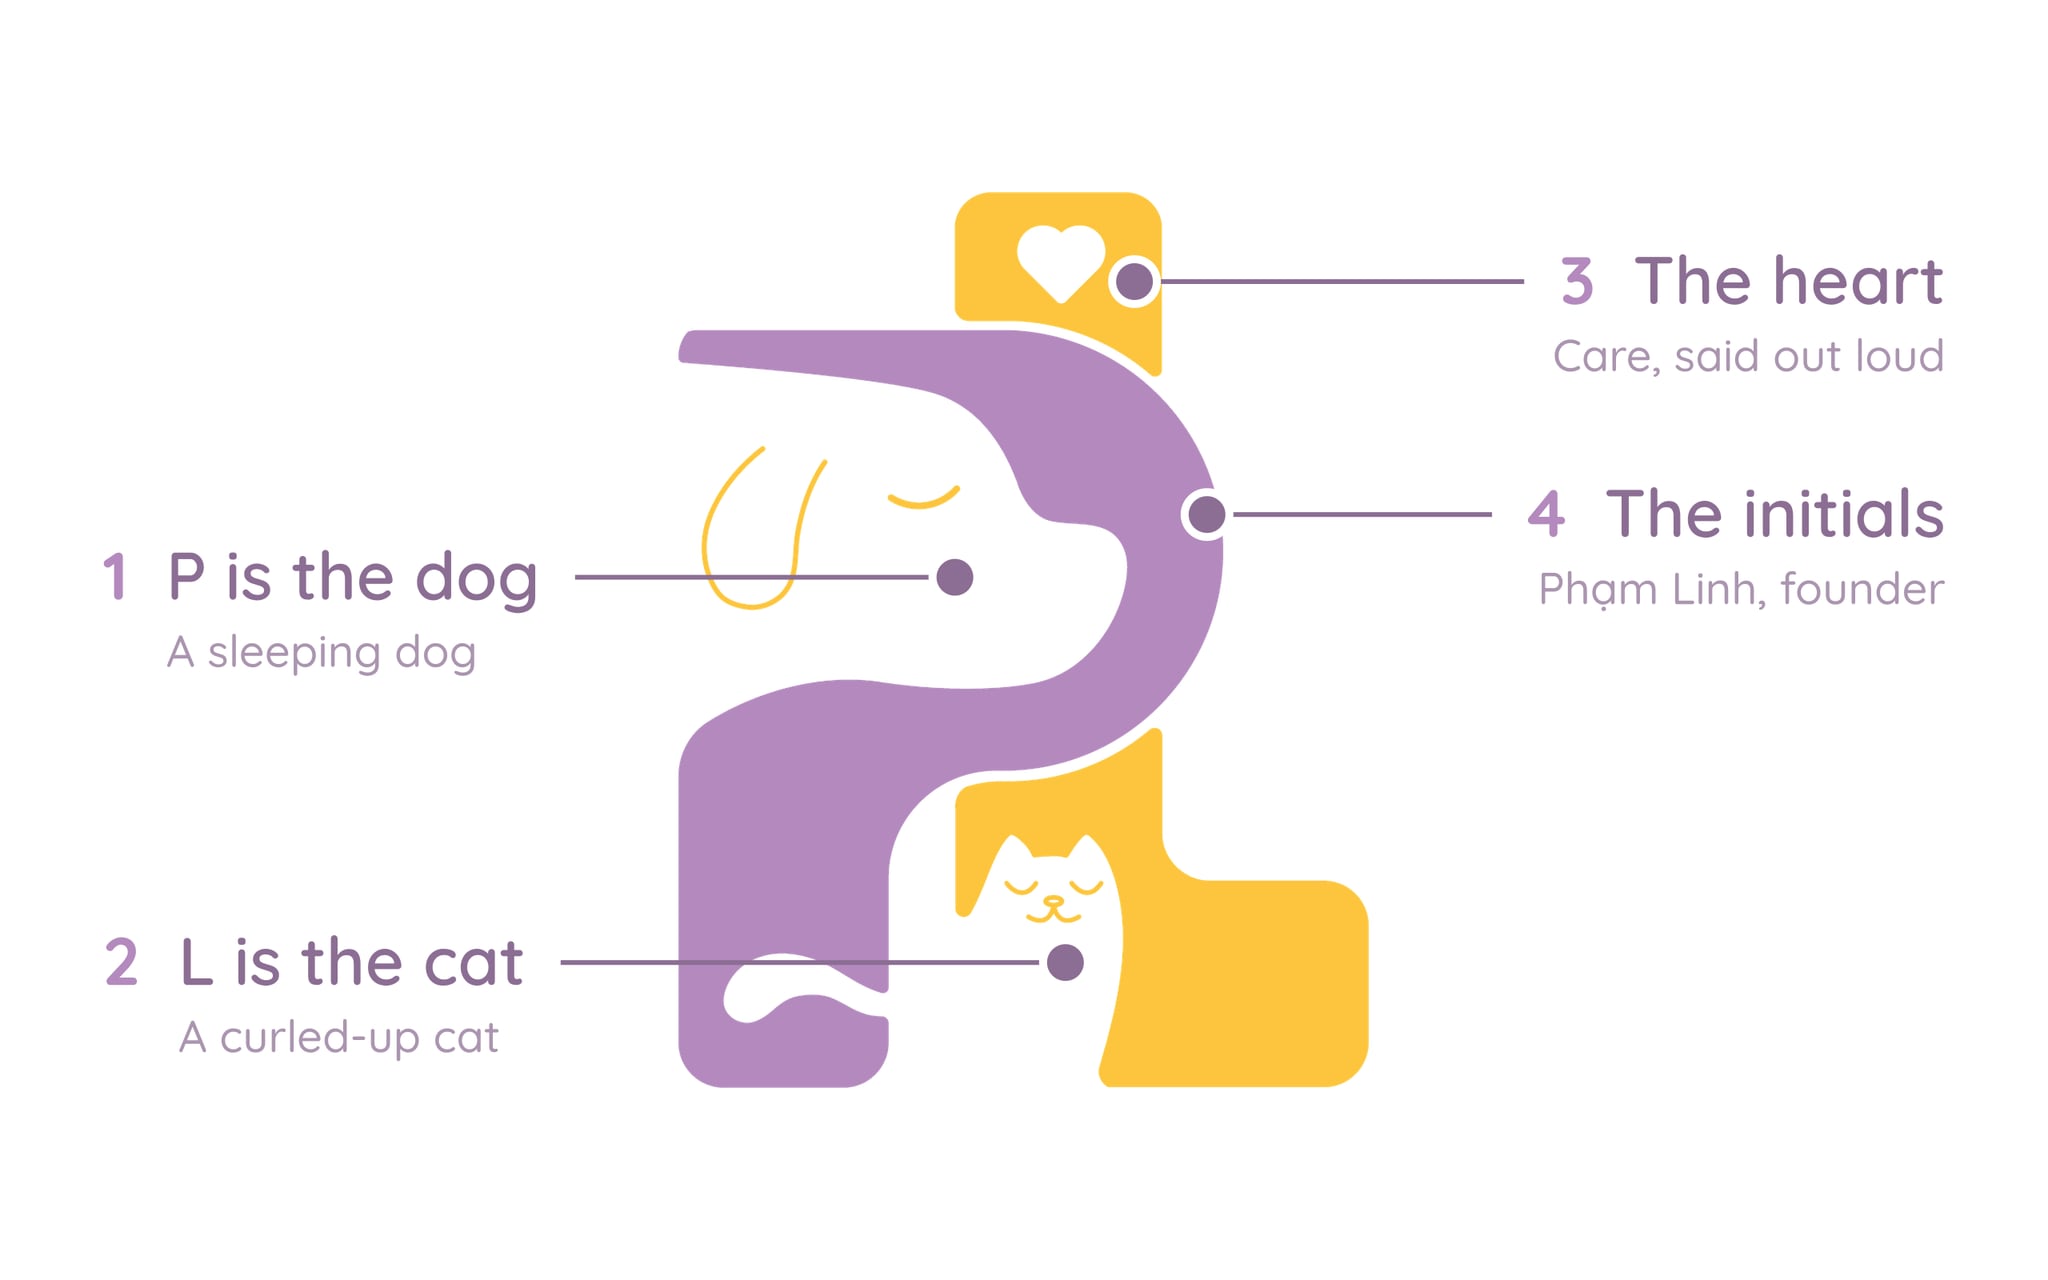 1 P is the dog
A sleeping dog
2 L is the cat
A curled-up cat
3 The heart
Care, said out loud
4 The initials
Phạm Linh, founder